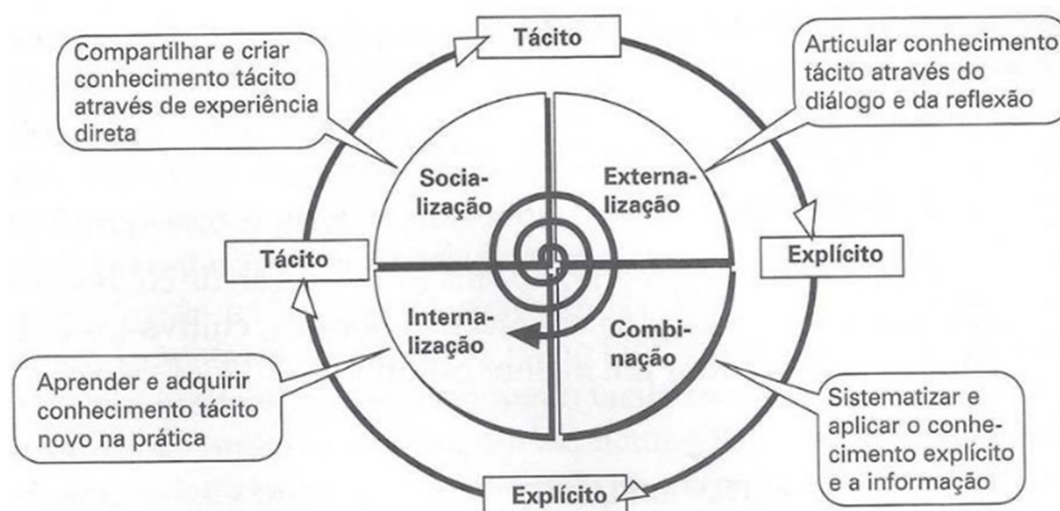 Tácito
Compartilhar e criar
conhecimento tácito
através de experiência
direta
Articular conhecimento
tácito através do
diálogo e da reflexão
Socia-
lização
Externa-
lização
Tácito
Explícito
Interna-
lização
Combi-
nação
Aprender e adquirir
conhecimento tácito
novo na prática
Sistematizar e
aplicar o conhe-
cimento explícito
e a informação
Explícito